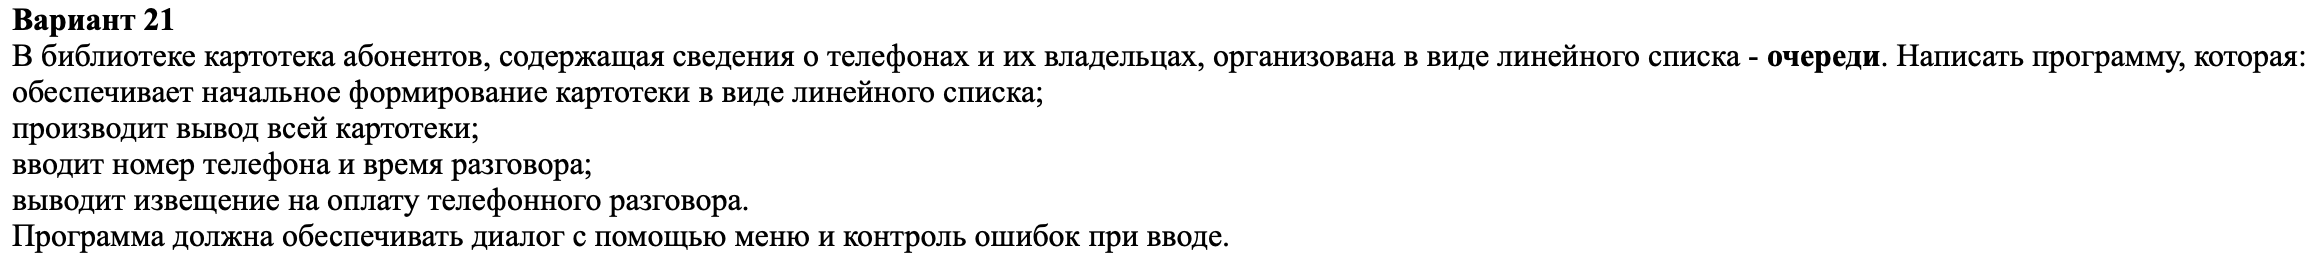 Вариант 21
В библиотеке картотека абонентов, содержащая сведения о телефонах и их владельцах, организована в виде линейного списка - очереди. Написать программу, которая:
обеспечивает начальное формирование картотеки в виде линейного списка;
производит вывод всей картотеки;
вводит номер телефона и время разговора;
выводит извещение на оплату телефонного разговора.
Программа должна обеспечивать диалог с помощью меню и контроль ошибок при вводе.